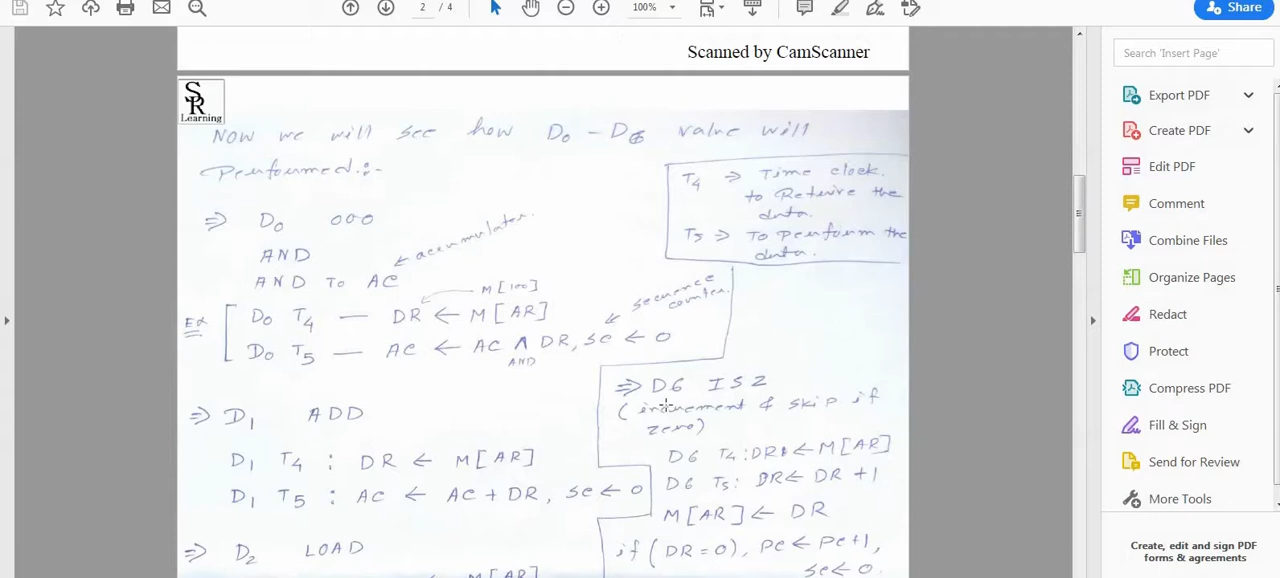 2 / 4
100%
Share
Scanned by CamScanner
Search 'Insert Page'
Export PDF
Create PDF
Edit PDF
Comment
Combine Files
Organize Pages
Redact
Protect
Compress PDF
Fill & Sign
Send for Review
More Tools
Create, edit and sign PDF
forms & agreements
SR
Learning
Now we will see how D0 - D6 value will
Performed :-
⇒ D0 000
AND
AND TO AC ← accumulater.
M[100]
Ex D0 T4 — DR ← M[AR]
sequence
counter.
D0 T5 — AC ← AC ∧ DR, SC ← 0
AND
⇒ D1 ADD
D1 T4 : DR ← M[AR]
D1 T5 : AC ← AC + DR, SC ← 0
⇒ D2 LOAD
← M[AR]
T4 ⇒ Time clock.
to Retrive the
data.
T5 ⇒ To Perform the
data.
⇒ D6 ISZ
(increment & skip if
zero)
D6 T4 : DR ← M[AR]
D6 T5 : DR ← DR + 1
M[AR] ← DR
if (DR=0), PC ← PC+1,
SC ← 0.